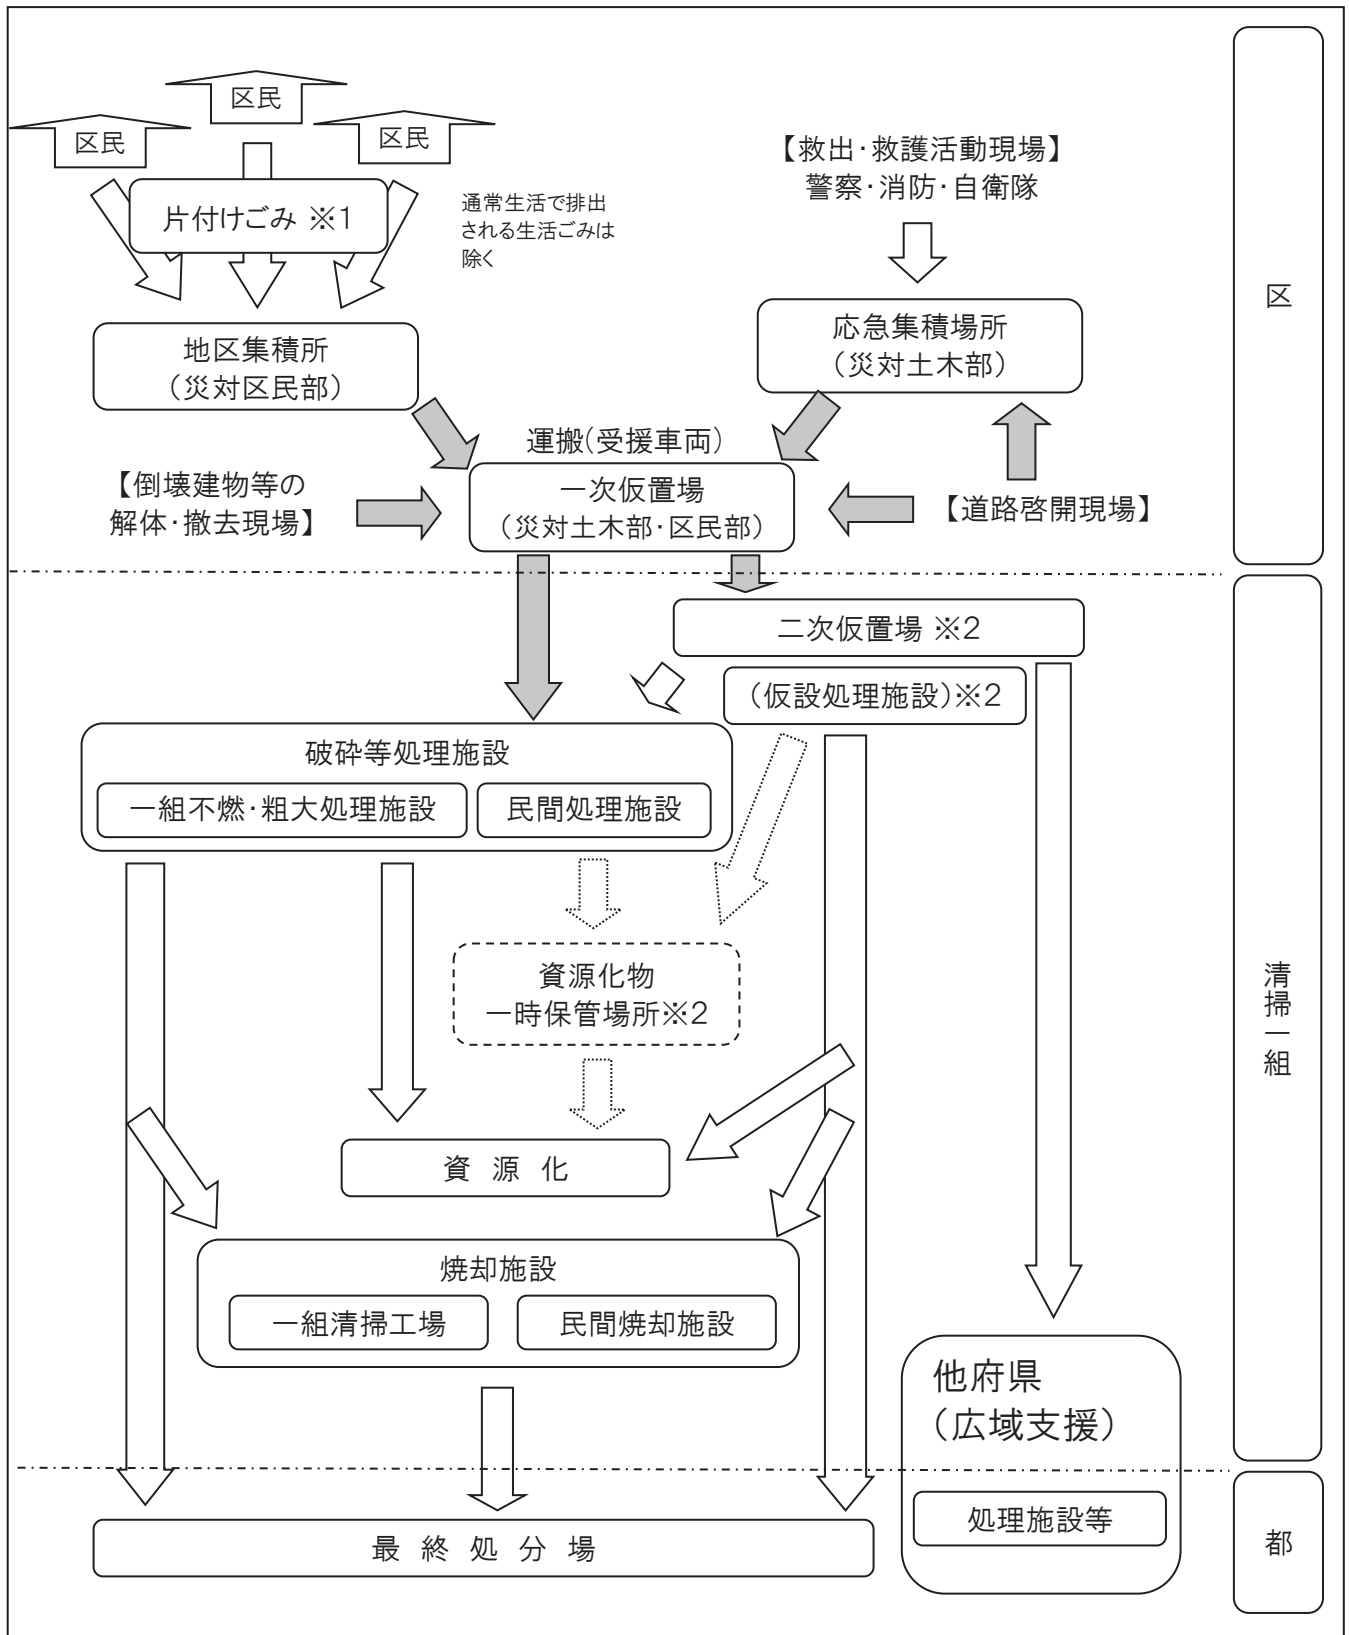 区民
区民
区民
片付けごみ ※1
通常生活で排出
される生活ごみは
除く
【救出・救護活動現場】
警察・消防・自衛隊
区
地区集積所
（災対区民部）
応急集積場所
（災対土木部）
運搬（受援車両）
【倒壊建物等の
解体・撤去現場】
一次仮置場
（災対土木部・区民部）
【道路啓開現場】
二次仮置場 ※2
（仮設処理施設）※2
破砕等処理施設
一組不燃・粗大処理施設
民間処理施設
資源化物
一時保管場所※2
清掃一組
資源化
焼却施設
一組清掃工場
民間焼却施設
他府県
（広域支援）
処理施設等
最終処分場
都